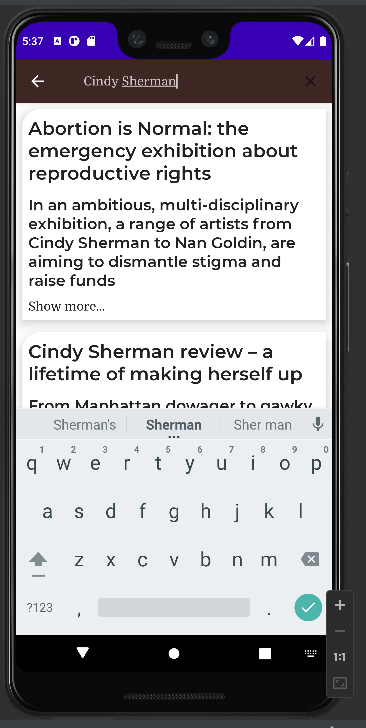 5:37
Cindy Sherman
Abortion is Normal: the
emergency exhibition about
reproductive rights
In an ambitious, multi-disciplinary
exhibition, a range of artists from
Cindy Sherman to Nan Goldin, are
aiming to dismantle stigma and
raise funds
Show more...
Cindy Sherman review – a
lifetime of making herself up
From Manhattan dowager to gawky
Sherman's Sherman Sher man
1 2 3 4 5 6 7 8 9 0
q w e r t y u i o p
a s d f g h j k l
z x c v b n m
?123 , .
1:1